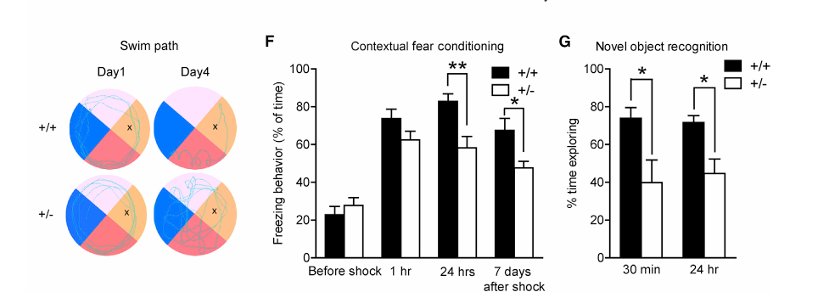 Swim path
Day1 Day4
+/+
x
+/-
x x
F
Contextual fear conditioning
+/+
+/-
**
*
Freezing behavior (% of time)
100
80
60
40
20
0
Before shock 1 hr 24 hrs 7 days
after shock
G
Novel object recognition
+/+
+/-
* *
% time exploring
100
80
60
40
20
0
30 min 24 hr